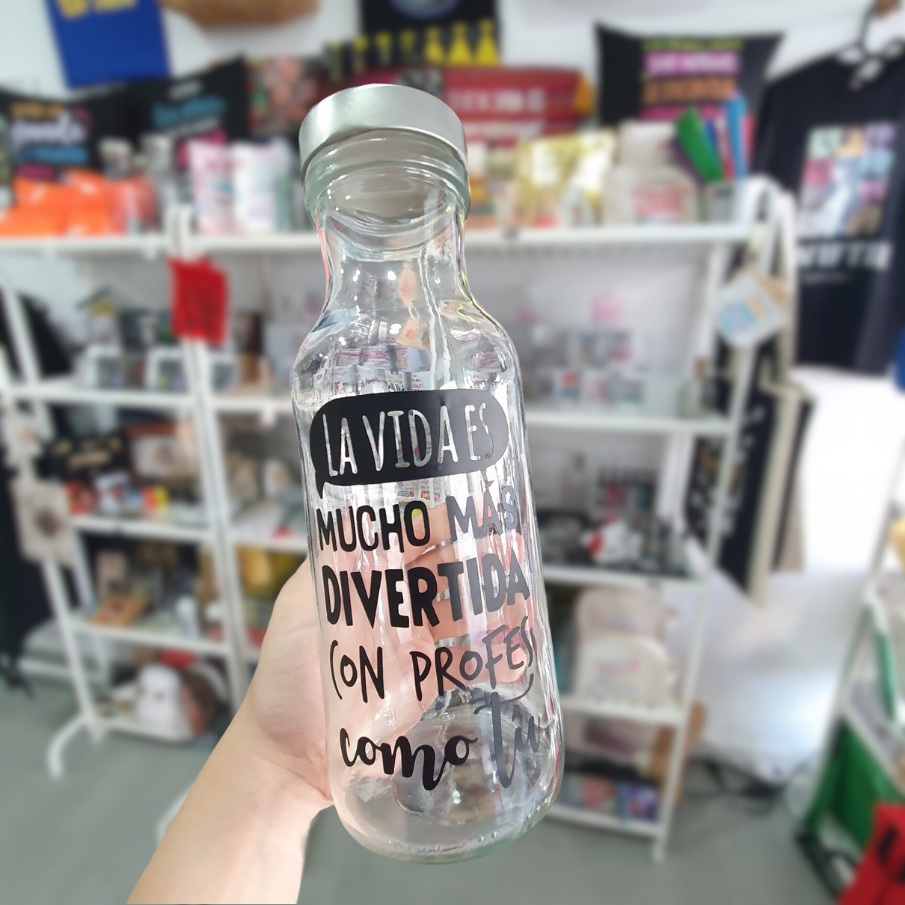 LA VIDA ES
MUCHO MÁS
DIVERTIDA
CON PROFES
como tú